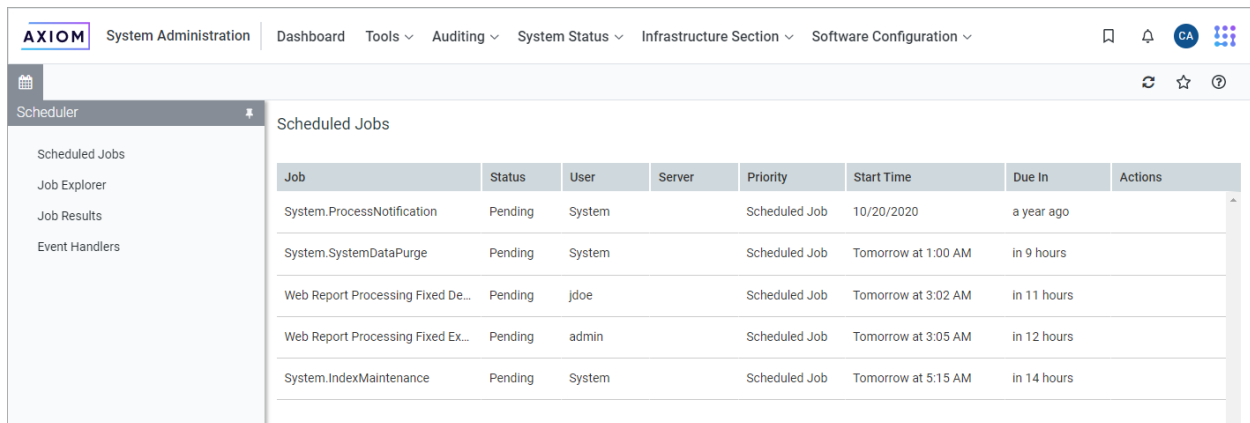 AXIOM System Administration Dashboard Tools Auditing System Status Infrastructure Section Software Configuration CA
Scheduler
Scheduled Jobs
Job Explorer
Job Results
Event Handlers
Scheduled Jobs
Job Status User Server Priority Start Time Due In Actions
System.ProcessNotification Pending System Scheduled Job 10/20/2020 a year ago
System.SystemDataPurge Pending System Scheduled Job Tomorrow at 1:00 AM in 9 hours
Web Report Processing Fixed De... Pending jdoe Scheduled Job Tomorrow at 3:02 AM in 11 hours
Web Report Processing Fixed Ex... Pending admin Scheduled Job Tomorrow at 3:05 AM in 12 hours
System.IndexMaintenance Pending System Scheduled Job Tomorrow at 5:15 AM in 14 hours